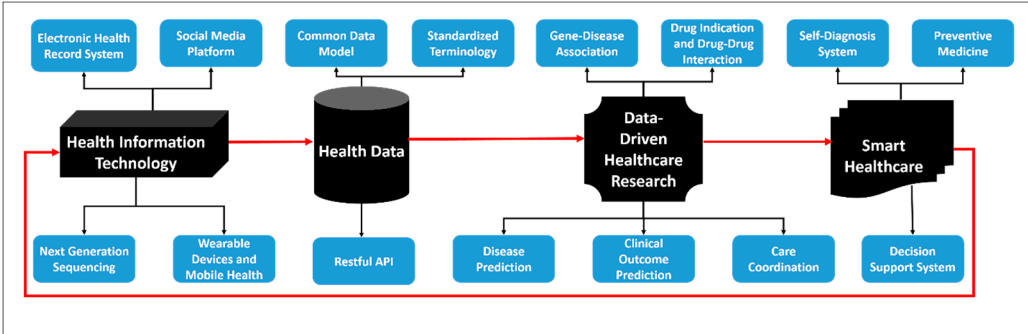 Electronic Health
Record System
Social Media
Platform
Common Data
Model
Standardized
Terminology
Gene-Disease
Association
Drug Indication
and Drug-Drug
Interaction
Self-Diagnosis
System
Preventive
Medicine
Health Information
Technology
Health Data
Data-
Driven
Healthcare
Research
Smart
Healthcare
Next Generation
Sequencing
Wearable
Devices and
Mobile Health
Restful API
Disease
Prediction
Clinical
Outcome
Prediction
Care
Coordination
Decision
Support System